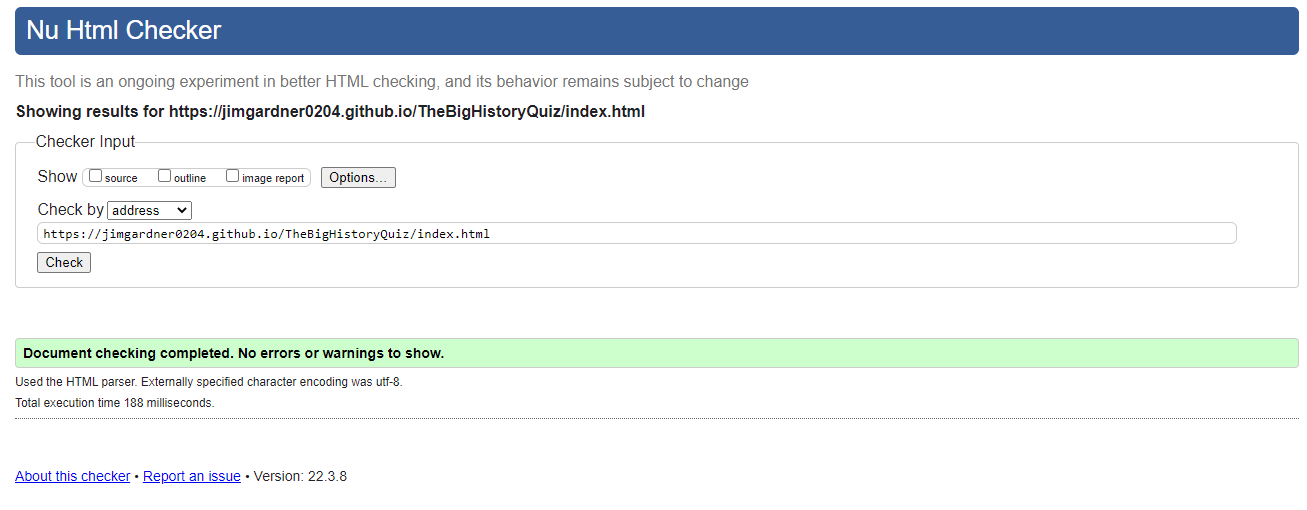 Nu Html Checker
This tool is an ongoing experiment in better HTML checking, and its behavior remains subject to change
Showing results for https://jimgardner0204.github.io/TheBigHistoryQuiz/index.html
Checker Input
Show source outline image report Options...
Check by address
https://jimgardner0204.github.io/TheBigHistoryQuiz/index.html
Check
Document checking completed. No errors or warnings to show.
Used the HTML parser. Externally specified character encoding was utf-8.
Total execution time 188 milliseconds.
About this checker • Report an issue • Version: 22.3.8